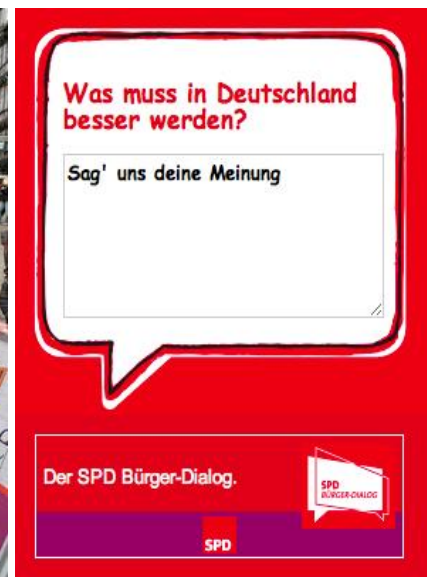 Was muss in Deutschland
besser werden?
Sag' uns deine Meinung
Der SPD Bürger-Dialog.
SPD
BÜRGER-DIALOG
SPD